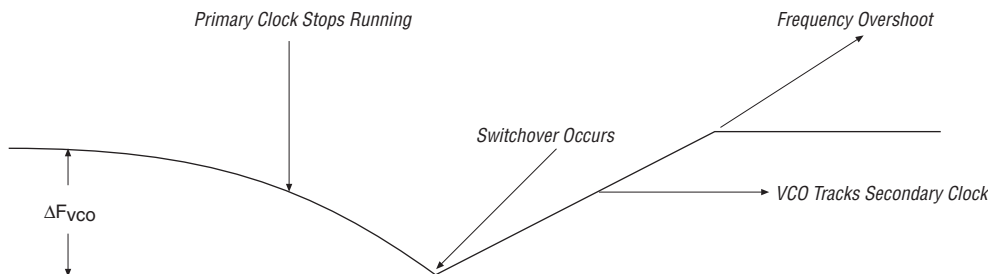 Primary Clock Stops Running
Frequency Overshoot
Switchover Occurs
VCO Tracks Secondary Clock
ΔFVCO